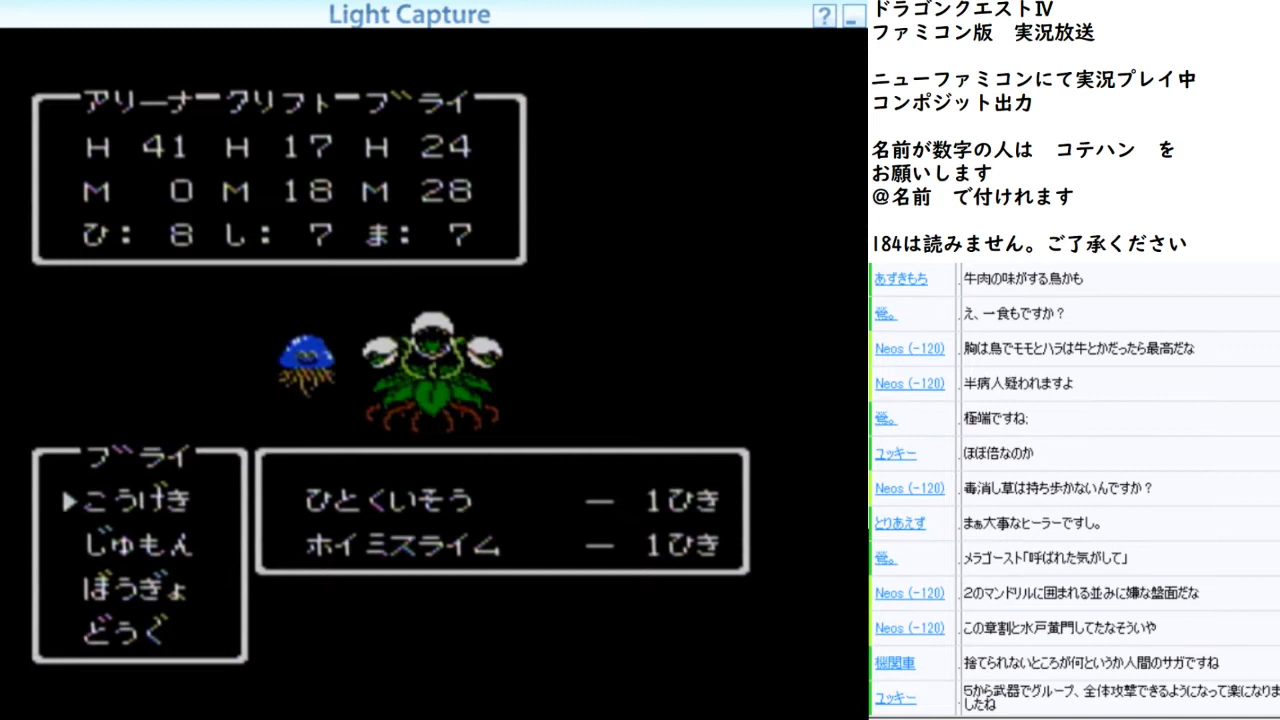 Light Capture
アリーナ クリフト ブライ
H 41 H 17 H 24
M 0 M 18 M 28
ひ: 8 し: 7 ま: 7
ブライ
▶こうげき
じゅもん
ぼうぎょ
どうぐ
ひとくいそう ー 1ひき
ホイミスライム ー 1ひき
ドラゴンクエストⅣ
ファミコン版 実況放送
ニューファミコンにて実況プレイ中
コンポジット出力
名前が数字の人は コテハン を
お願いします
@名前 で付けれます
184は読みません。ご了承ください
あずきもち 牛肉の味がする鳥かも
え、一食もですか?
Neos (-120) 胸は鳥でモモとハラは牛とかだったら最高だな
Neos (-120) 半病人疑われますよ
極端ですね;
ユッキー ほぼ倍なのか
Neos (-120) 毒消し草は持ち歩かないんですか?
とりあえず まぁ大事なヒーラーですし。
メラゴースト「呼ばれた気がして」
Neos (-120) 2のマンドリルに囲まれる並みに嫌な盤面だな
Neos (-120) この章割と水戸黄門してたなそういや
機関車 捨てられないところが何というか人間のサガですね
ユッキー 5から武器でグループ、全体攻撃できるようになって楽になりま
したね